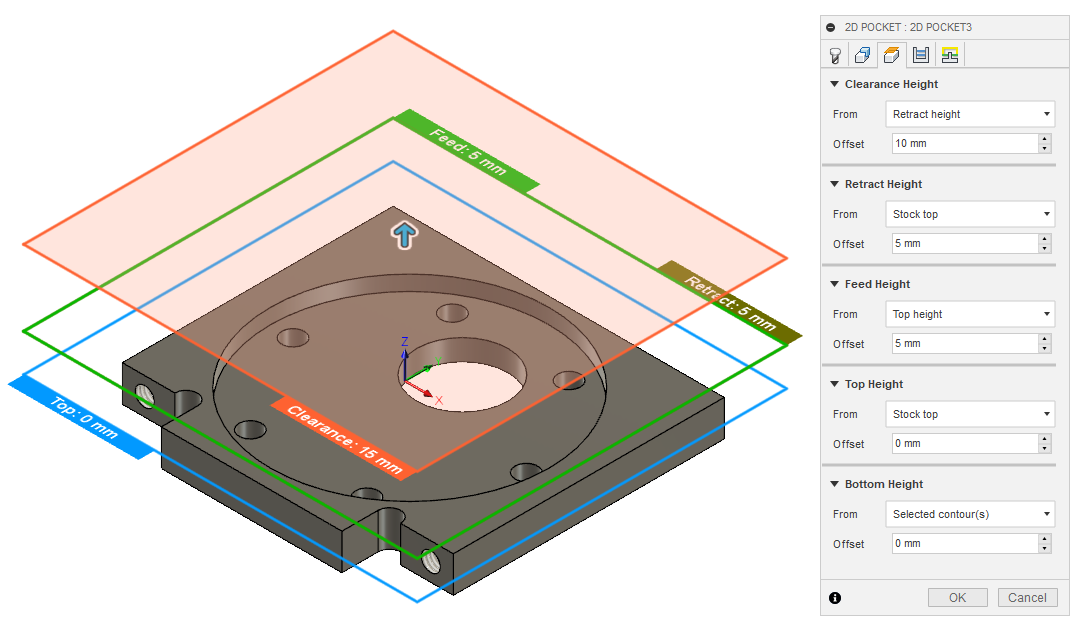 Feed: 5 mm
Retract: 5 mm
Top: 0 mm
Clearance: 15 mm
Z
Y
X
2D POCKET : 2D POCKET3
Clearance Height
From Retract height
Offset 10 mm
Retract Height
From Stock top
Offset 5 mm
Feed Height
From Top height
Offset 5 mm
Top Height
From Stock top
Offset 0 mm
Bottom Height
From Selected contour(s)
Offset 0 mm
OK Cancel